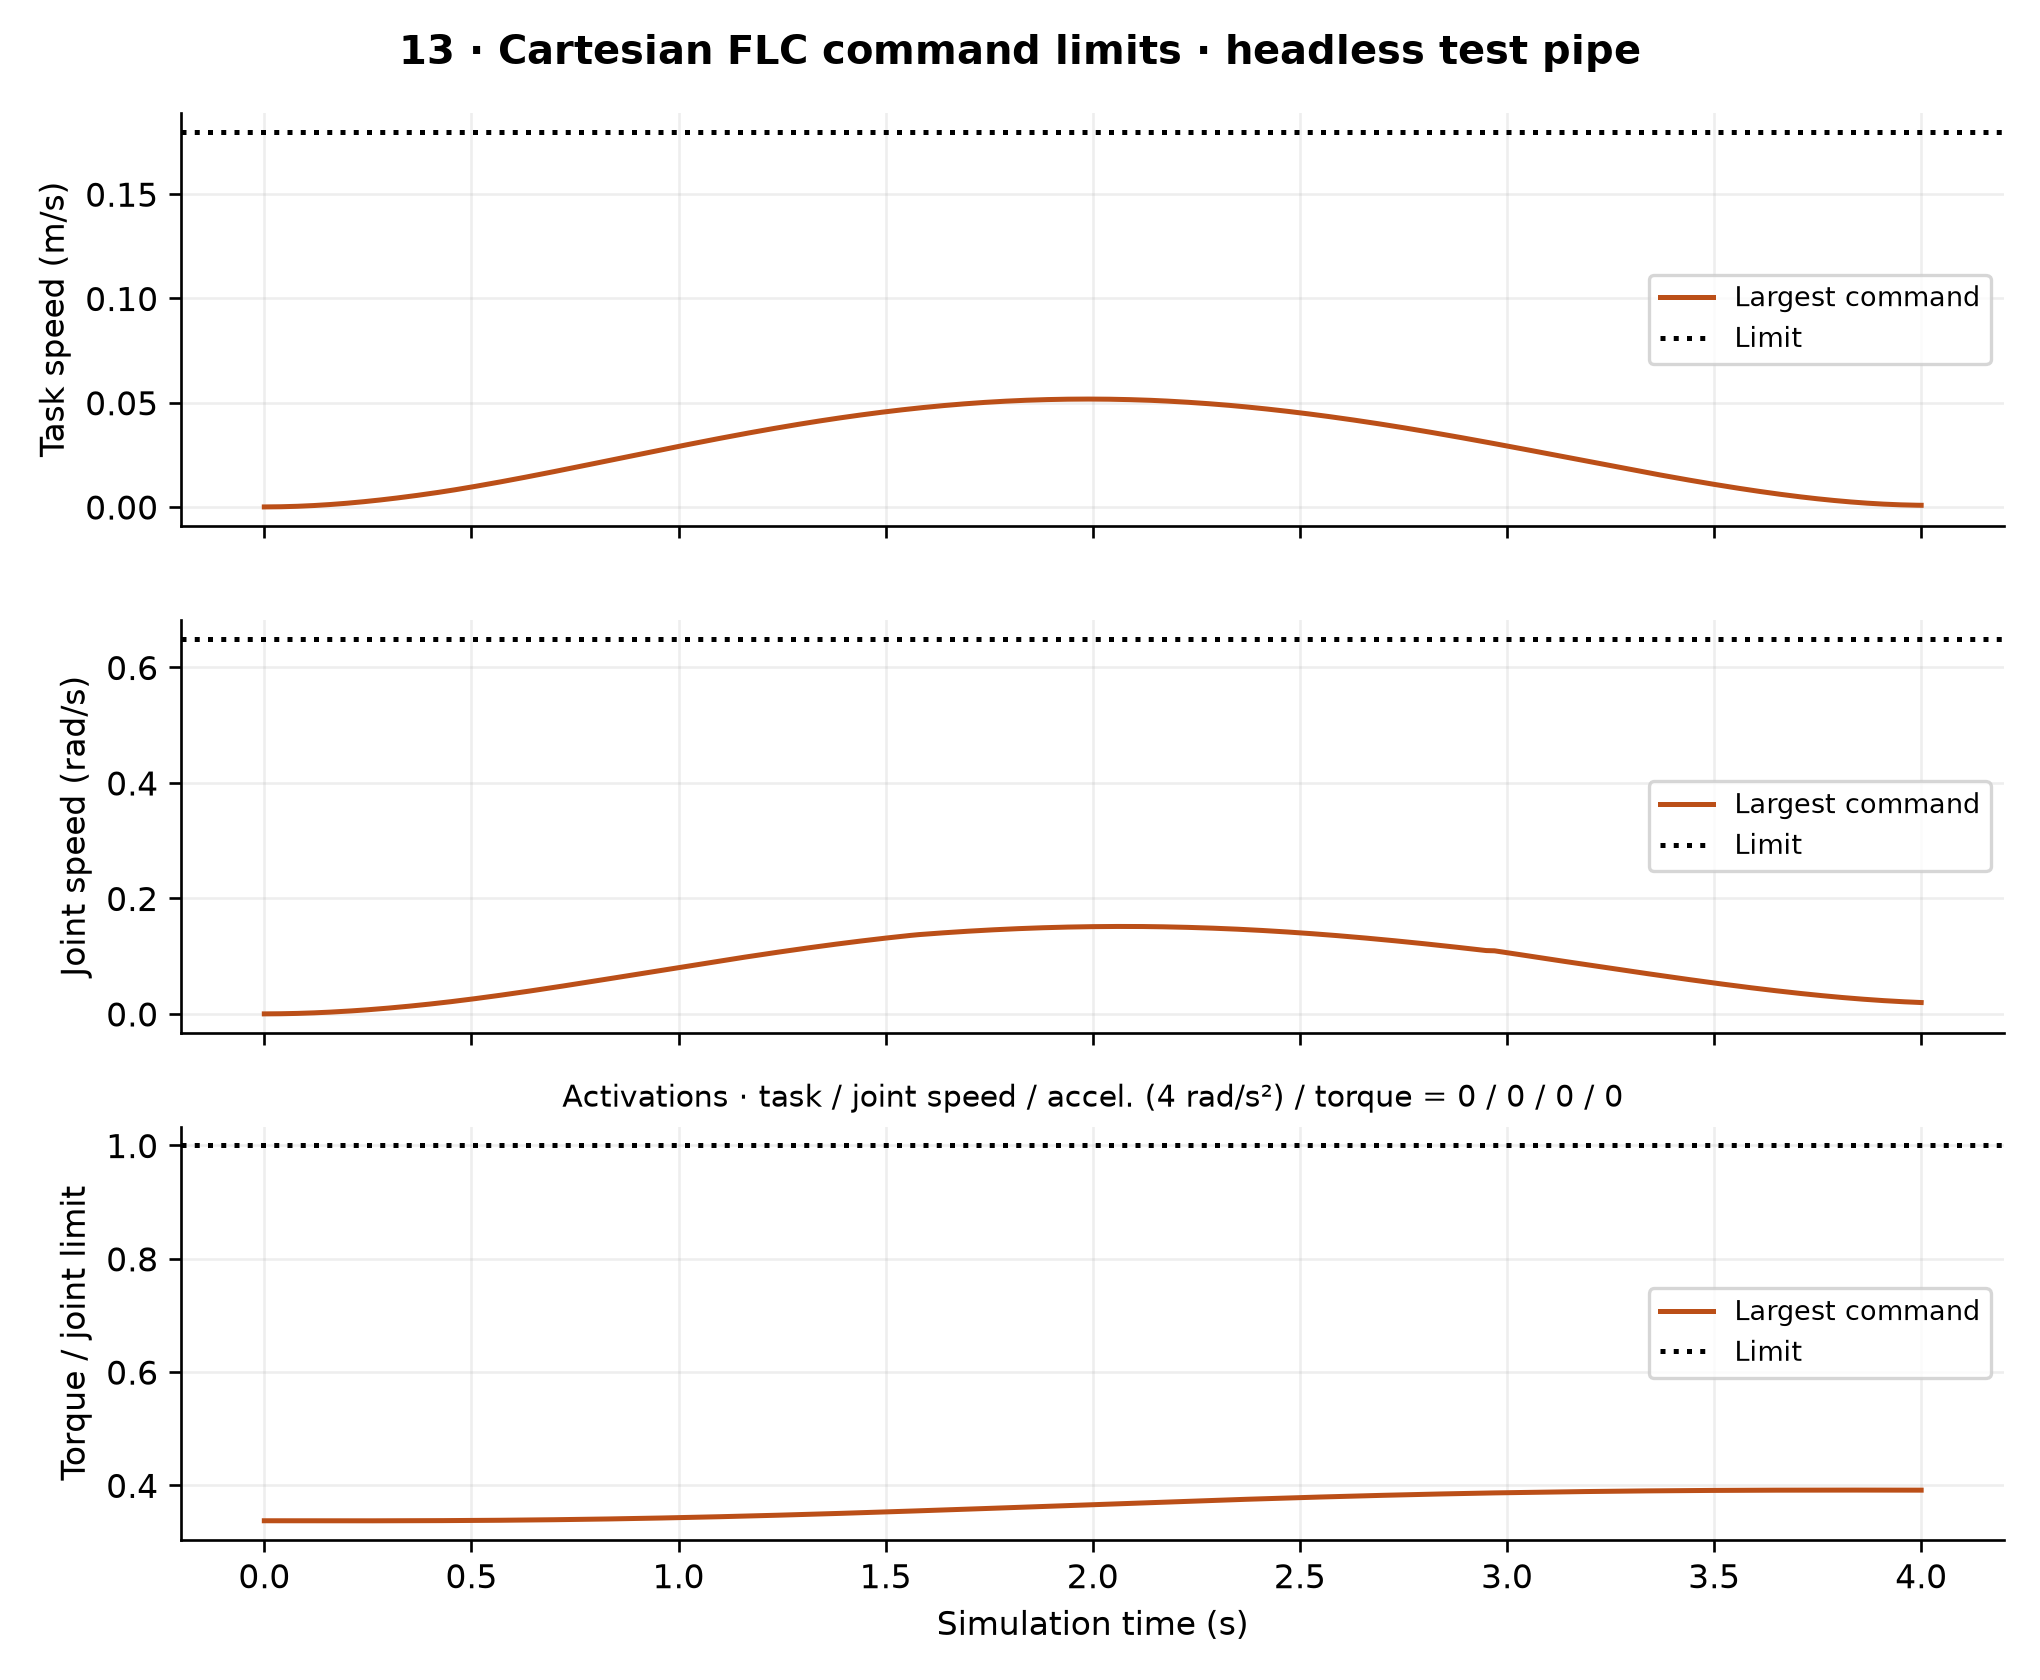 13 · Cartesian FLC command limits · headless test pipe
Task speed (m/s)
0.15
0.10
0.05
0.00
Largest command
Limit
Joint speed (rad/s)
0.6
0.4
0.2
0.0
Largest command
Limit
Activations · task / joint speed / accel. (4 rad/s²) / torque = 0 / 0 / 0 / 0
Torque / joint limit
1.0
0.8
0.6
0.4
Largest command
Limit
0.0 0.5 1.0 1.5 2.0 2.5 3.0 3.5 4.0
Simulation time (s)